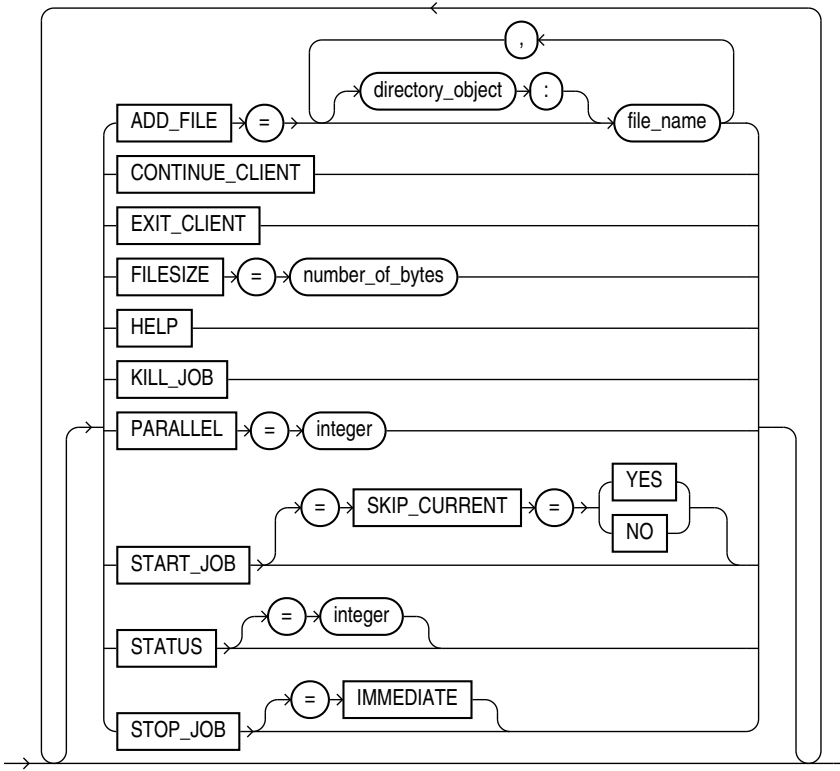 ,
directory_object :
ADD_FILE = file_name
CONTINUE_CLIENT
EXIT_CLIENT
FILESIZE = number_of_bytes
HELP
KILL_JOB
PARALLEL = integer
YES
= SKIP_CURRENT =
NO
START_JOB
= integer
STATUS
= IMMEDIATE
STOP_JOB